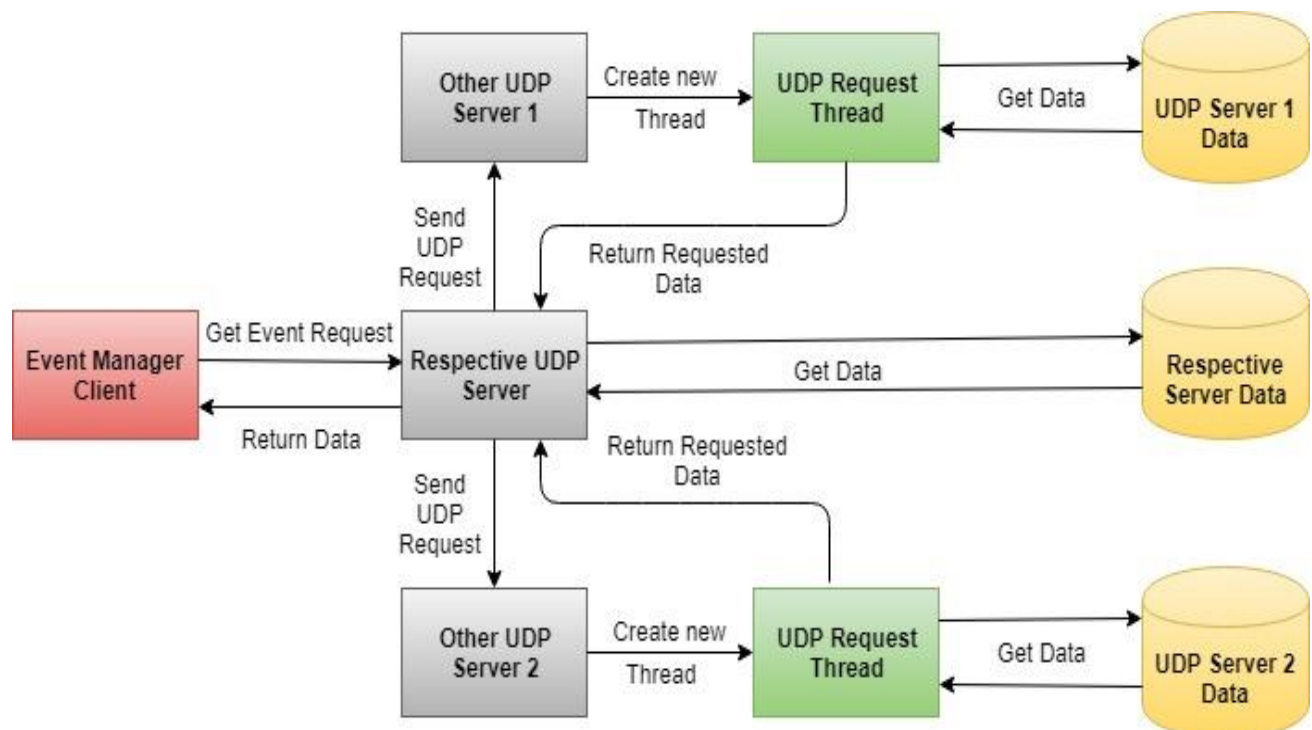 Other UDP
Server 1
Create new
Thread
UDP Request
Thread
Get Data
UDP Server 1
Data
Send
UDP
Request
Return Requested
Data
Event Manager
Client
Get Event Request
Return Data
Respective UDP
Server
Get Data
Respective
Server Data
Send
UDP
Request
Return Requested
Data
Other UDP
Server 2
Create new
Thread
UDP Request
Thread
Get Data
UDP Server 2
Data